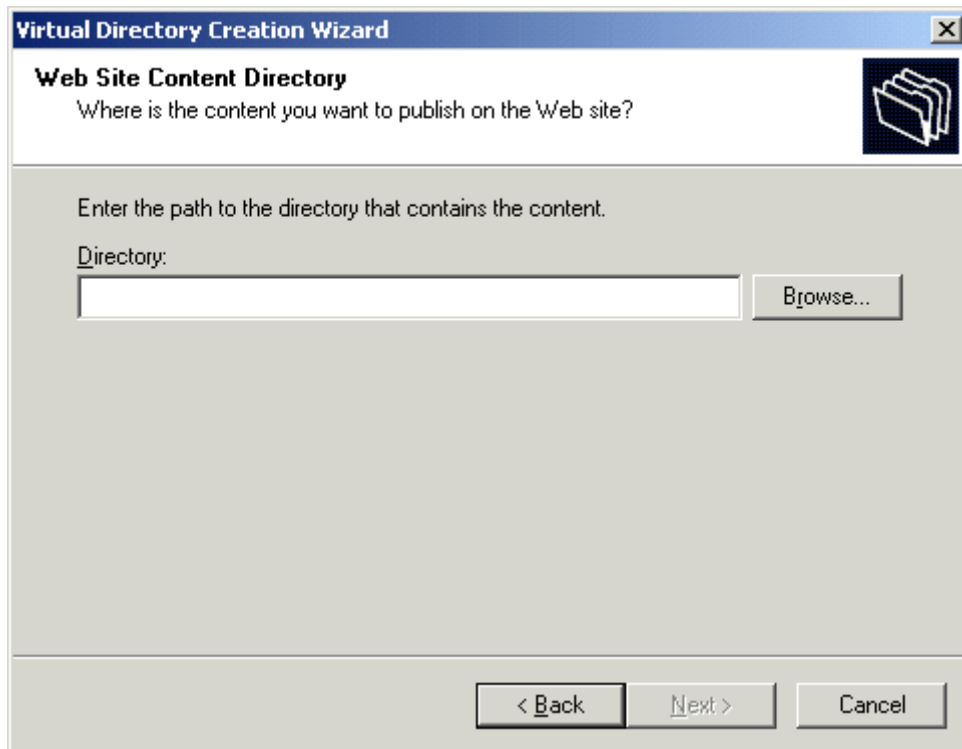 Virtual Directory Creation Wizard
Web Site Content Directory
Where is the content you want to publish on the Web site?
Enter the path to the directory that contains the content.
Directory:
Browse...
< Back Next > Cancel